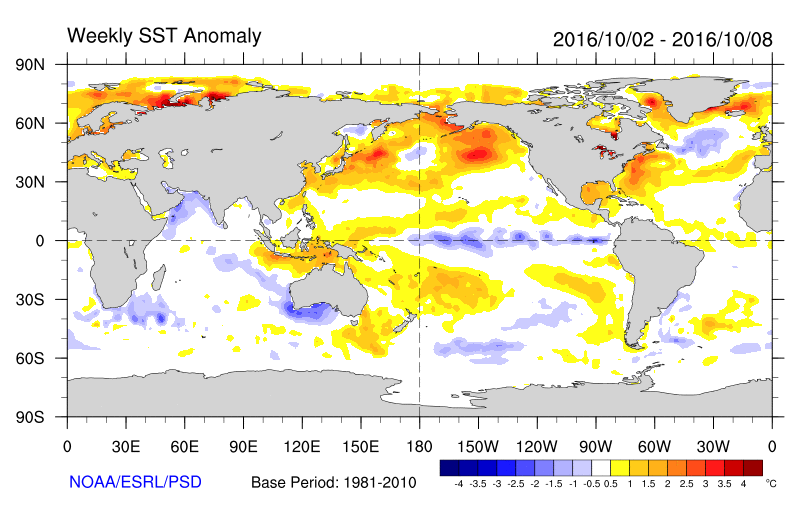 Weekly SST Anomaly 2016/10/02 - 2016/10/08
90N
60N
30N
0
30S
60S
90S
0 30E 60E 90E 120E 150E 180 150W 120W 90W 60W 30W 0
NOAA/ESRL/PSD Base Period: 1981-2010
-4 -3.5 -3 -2.5 -2 -1.5 -1 -0.5 0.5 1 1.5 2 2.5 3 3.5 4 °C